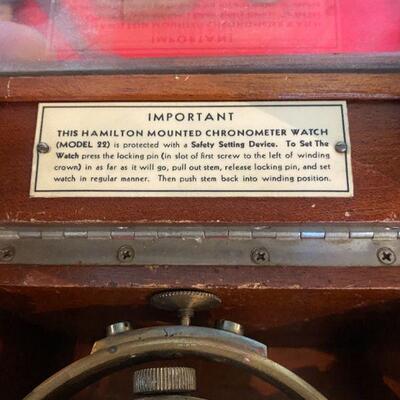 IMPORTANT
IMPORTANT
THIS HAMILTON MOUNTED CHRONOMETER WATCH
(MODEL 22) is protected with a Safety Setting Device. To Set The
Watch press the locking pin (in slot of first screw to the left of winding
crown) in as far as it will go, pull out stem, release locking pin, and set
watch in regular manner. Then push stem back into winding position.